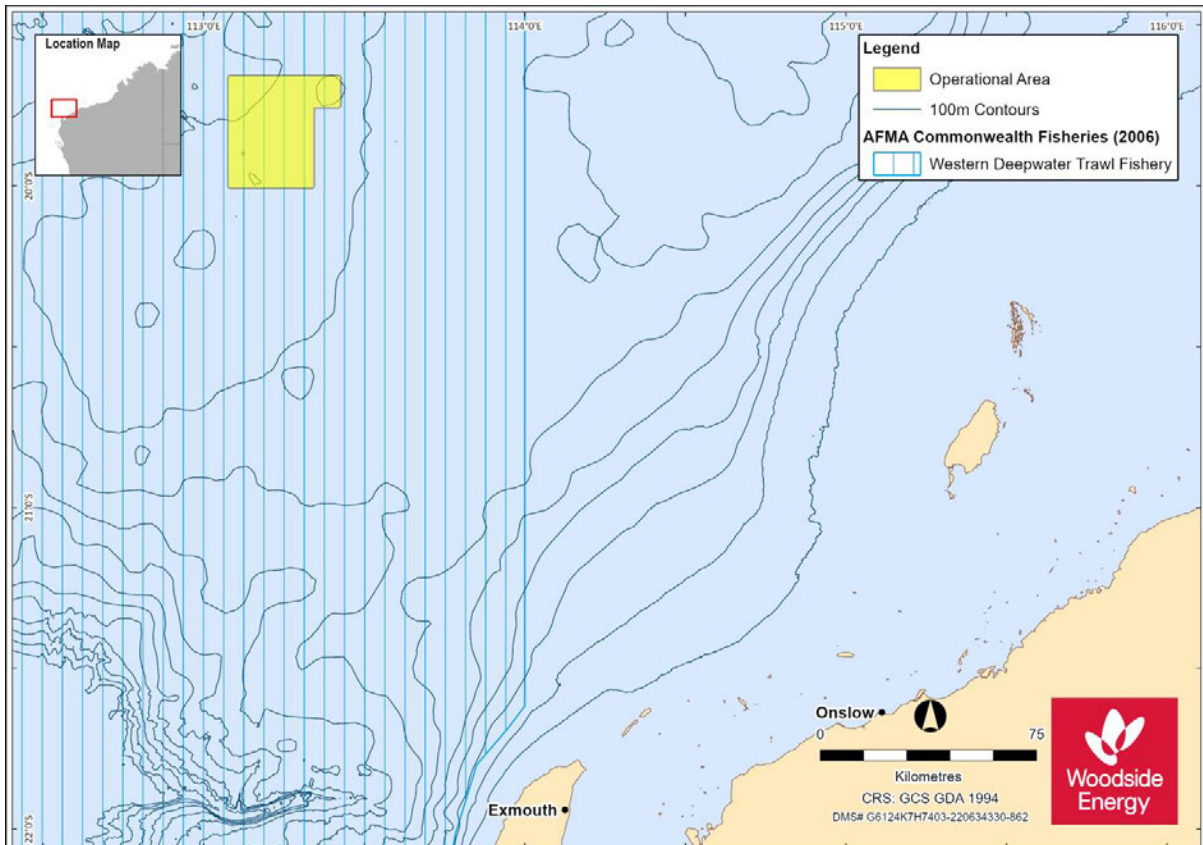 113°0'E
114°0'E
115°0'E
116°0'E
Location Map
Legend
Operational Area
100m Contours
AFMA Commonwealth Fisheries (2006)
Western Deepwater Trawl Fishery
20°0'S
21°0'S
22°0'S
Onslow
0
75
Kilometres
CRS: GCS GDA 1994
DMS# G6124K7H7403-220634330-862
Exmouth
Woodside
Energy